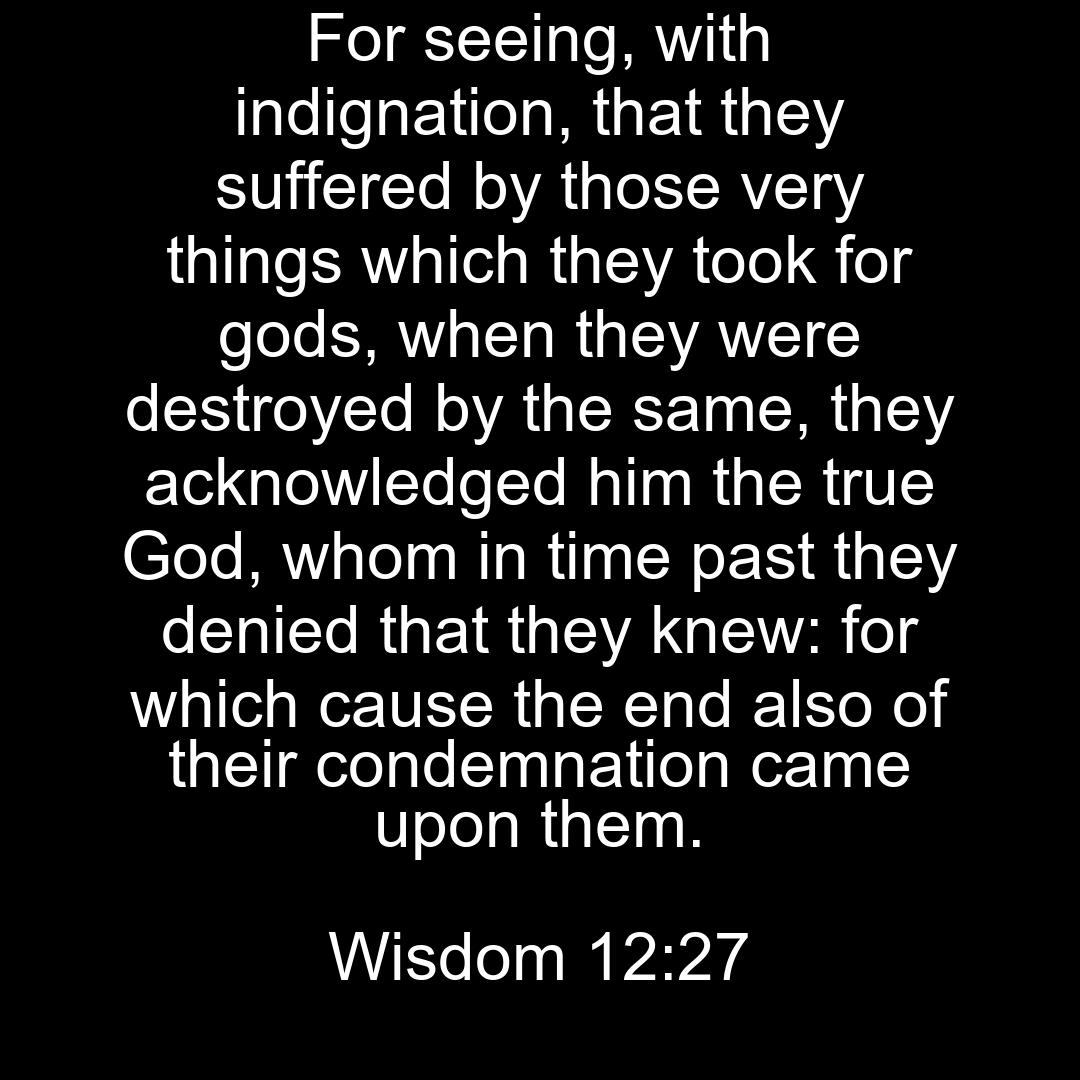 For seeing, with
indignation, that they
suffered by those very
things which they took for
gods, when they were
destroyed by the same, they
acknowledged him the true
God, whom in time past they
denied that they knew: for
which cause the end also of
their condemnation came
upon them.
Wisdom 12:27